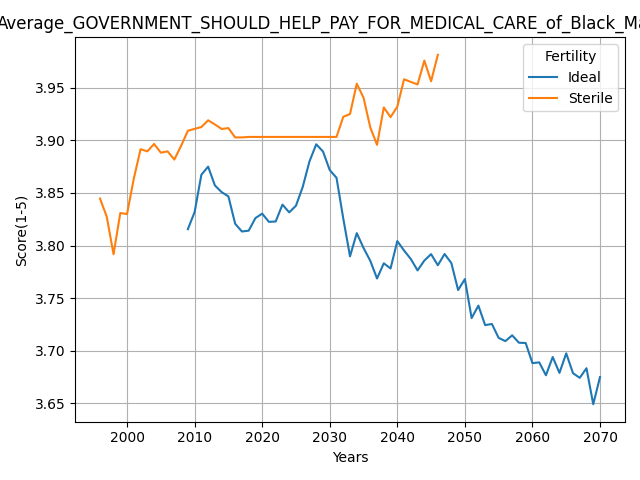 Average_GOVERNMENT_SHOULD_HELP_PAY_FOR_MEDICAL_CARE_of_Black_Ma
Fertility
Ideal
Sterile
Score(1-5)
3.95
3.90
3.85
3.80
3.75
3.70
3.65
2000 2010 2020 2030 2040 2050 2060 2070
Years